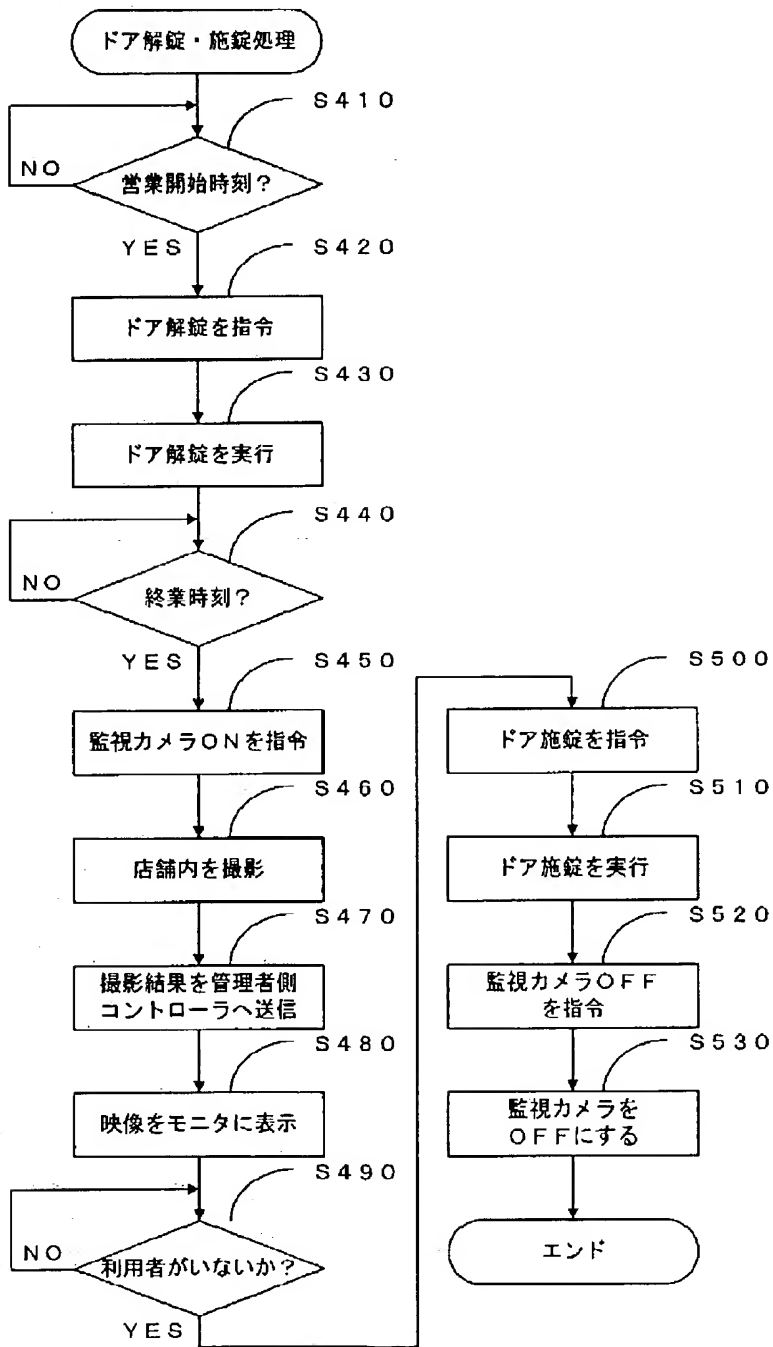 ドア解錠・施錠処理
S410
NO
営業開始時刻？
YES
S420
ドア解錠を指令
S430
ドア解錠を実行
S440
NO
終業時刻？
YES
S450
監視カメラONを指令
S460
店舗内を撮影
S470
撮影結果を管理者側
コントローラへ送信
S480
映像をモニタに表示
S490
NO
利用者がいないか？
YES
S500
ドア施錠を指令
S510
ドア施錠を実行
S520
監視カメラOFF
を指令
S530
監視カメラを
OFFにする
エンド